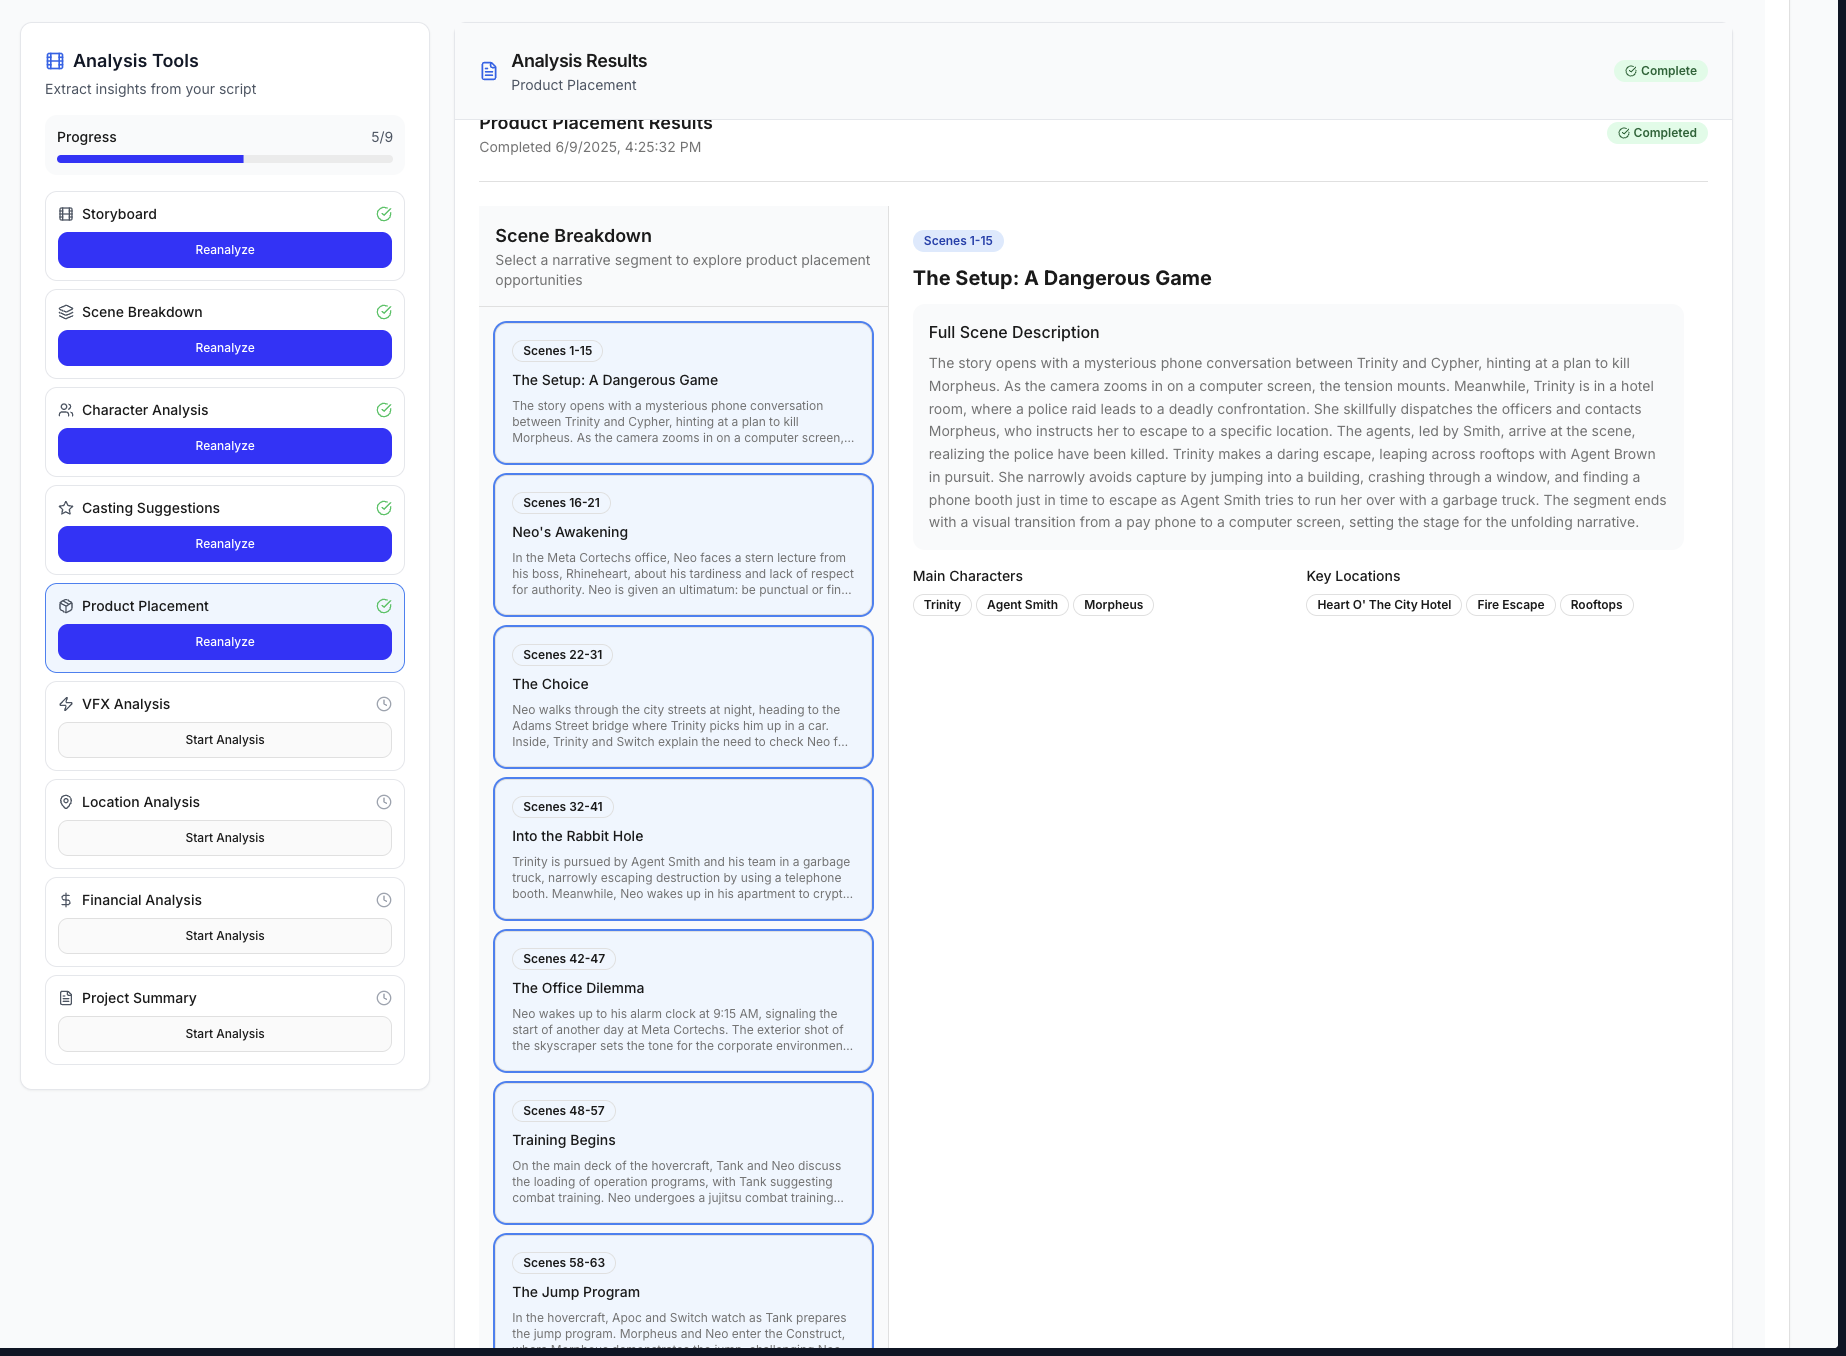 Analysis Tools
Extract insights from your script
Progress
5/9
Storyboard
Reanalyze
Scene Breakdown
Reanalyze
Character Analysis
Reanalyze
Casting Suggestions
Reanalyze
Product Placement
Reanalyze
VFX Analysis
Start Analysis
Location Analysis
Start Analysis
Financial Analysis
Start Analysis
Project Summary
Start Analysis
Analysis Results
Product Placement
Complete
Product Placement Results
Completed 6/9/2025, 4:25:32 PM
Completed
Scene Breakdown
Select a narrative segment to explore product placement
opportunities
Scenes 1-15
The Setup: A Dangerous Game
The story opens with a mysterious phone conversation
between Trinity and Cypher, hinting at a plan to kill
Morpheus. As the camera zooms in on a computer screen,...
Scenes 16-21
Neo's Awakening
In the Meta Cortechs office, Neo faces a stern lecture from
his boss, Rhineheart, about his tardiness and lack of respect
for authority. Neo is given an ultimatum: be punctual or fin...
Scenes 22-31
The Choice
Neo walks through the city streets at night, heading to the
Adams Street bridge where Trinity picks him up in a car.
Inside, Trinity and Switch explain the need to check Neo f...
Scenes 32-41
Into the Rabbit Hole
Trinity is pursued by Agent Smith and his team in a garbage
truck, narrowly escaping destruction by using a telephone
booth. Meanwhile, Neo wakes up in his apartment to crypt...
Scenes 42-47
The Office Dilemma
Neo wakes up to his alarm clock at 9:15 AM, signaling the
start of another day at Meta Cortechs. The exterior shot of
the skyscraper sets the tone for the corporate environmen...
Scenes 48-57
Training Begins
On the main deck of the hovercraft, Tank and Neo discuss
the loading of operation programs, with Tank suggesting
combat training. Neo undergoes a jujitsu combat training...
Scenes 58-63
The Jump Program
In the hovercraft, Apoc and Switch watch as Tank prepares
the jump program. Morpheus and Neo enter the Construct,
Scenes 1-15
The Setup: A Dangerous Game
Full Scene Description
The story opens with a mysterious phone conversation between Trinity and Cypher, hinting at a plan to kill
Morpheus. As the camera zooms in on a computer screen, the tension mounts. Meanwhile, Trinity is in a hotel
room, where a police raid leads to a deadly confrontation. She skillfully dispatches the officers and contacts
Morpheus, who instructs her to escape to a specific location. The agents, led by Smith, arrive at the scene,
realizing the police have been killed. Trinity makes a daring escape, leaping across rooftops with Agent Brown
in pursuit. She narrowly avoids capture by jumping into a building, crashing through a window, and finding a
phone booth just in time to escape as Agent Smith tries to run her over with a garbage truck. The segment ends
with a visual transition from a pay phone to a computer screen, setting the stage for the unfolding narrative.
Main Characters
Trinity
Agent Smith
Morpheus
Key Locations
Heart O' The City Hotel
Fire Escape
Rooftops